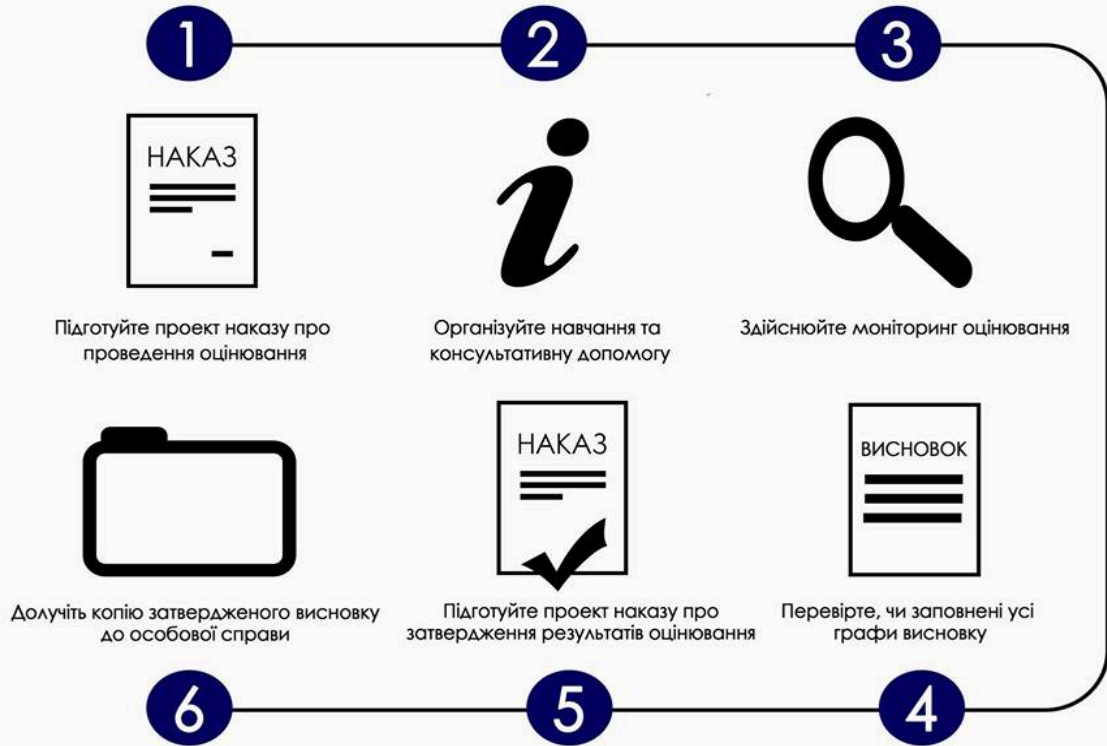 1
2
3
НАКАЗ
Підготуйте проект наказу про
проведення оцінювання
Організуйте навчання та
консультативну допомогу
Здійснюйте моніторинг оцінювання
ВИСНОВОК
Перевірте, чи заповнені усі
графи висновку
4
НАКАЗ
Підготуйте проект наказу про
затвердження результатів оцінювання
5
Долучіть копію затвердженого висновку
до особової справи
6